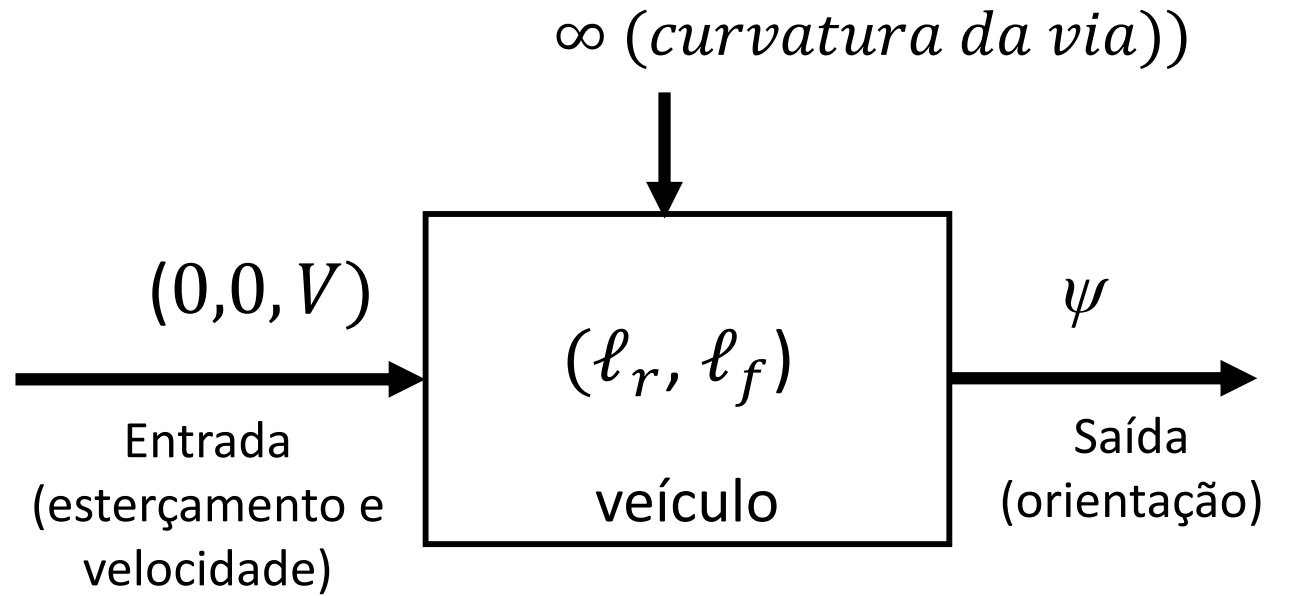 ∞ (curvatura da via))
(0,0, V)
Entrada
(esterçamento e
velocidade)
(ℓr, ℓf)
veículo
ψ
Saída
(orientação)